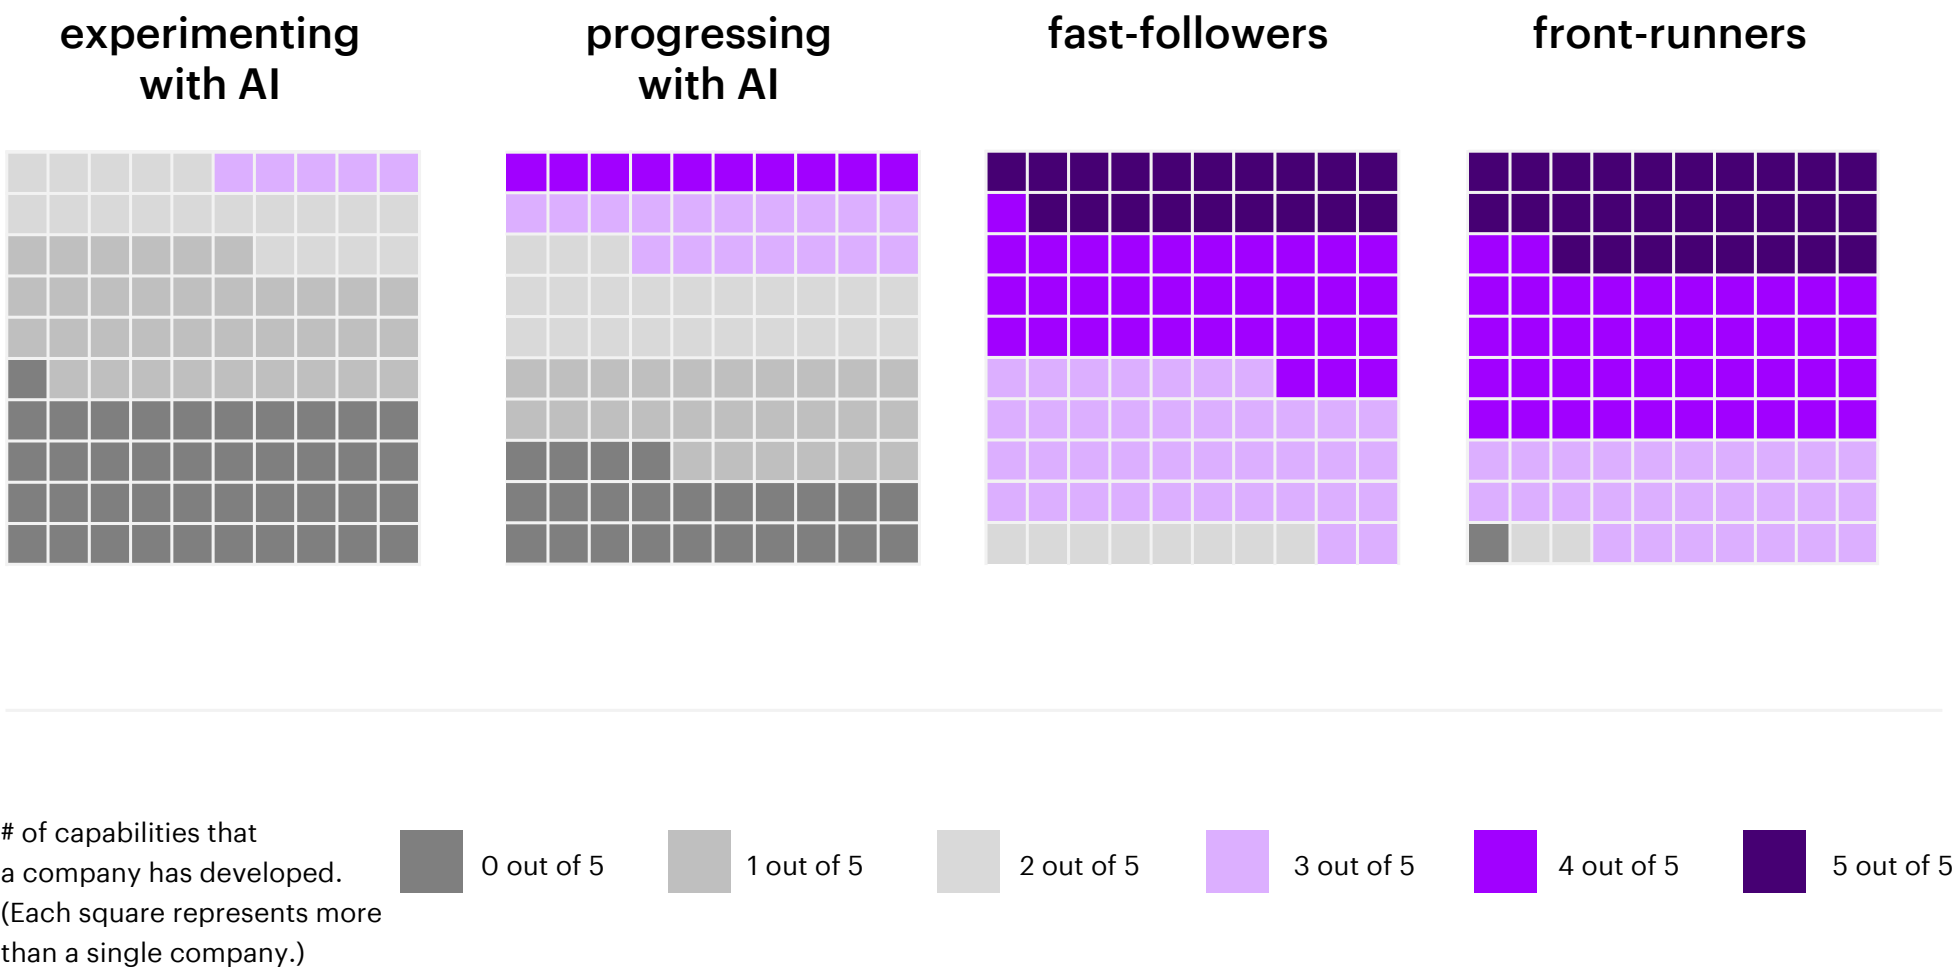 experimenting
with AI
progressing
with AI
fast-followers
front-runners
# of capabilities that
a company has developed.
(Each square represents more
than a single company.)
0 out of 5
1 out of 5
2 out of 5
3 out of 5
4 out of 5
5 out of 5